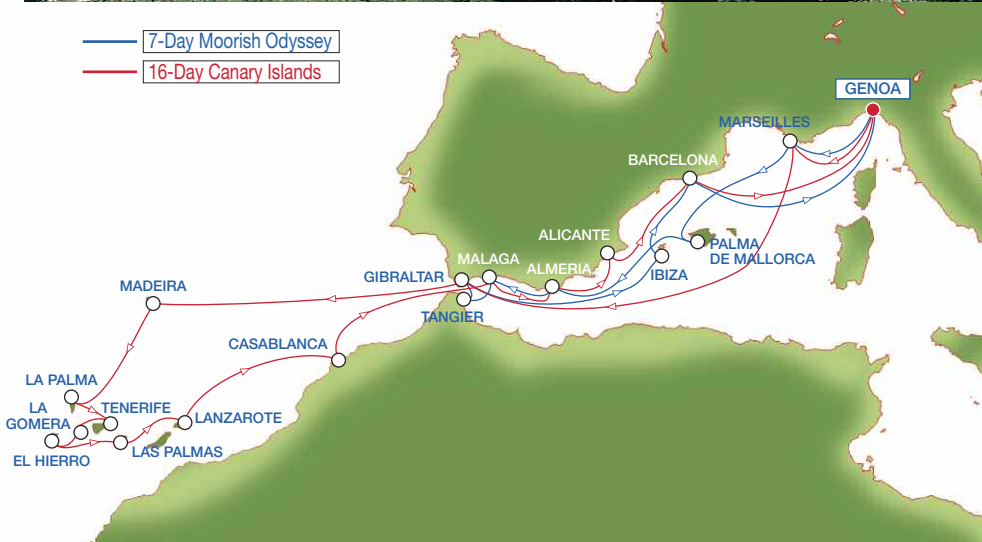 7-Day Moorish Odyssey
16-Day Canary Islands
GENOA
MARSEILLES
BARCELONA
ALICANTE
PALMA
DE MALLORCA
IBIZA
MALAGA
ALMERIA
GIBRALTAR
TANGIER
MADEIRA
CASABLANCA
LA PALMA
LA
GOMERA
TENERIFE
LANZAROTE
EL HIERRO
LAS PALMAS